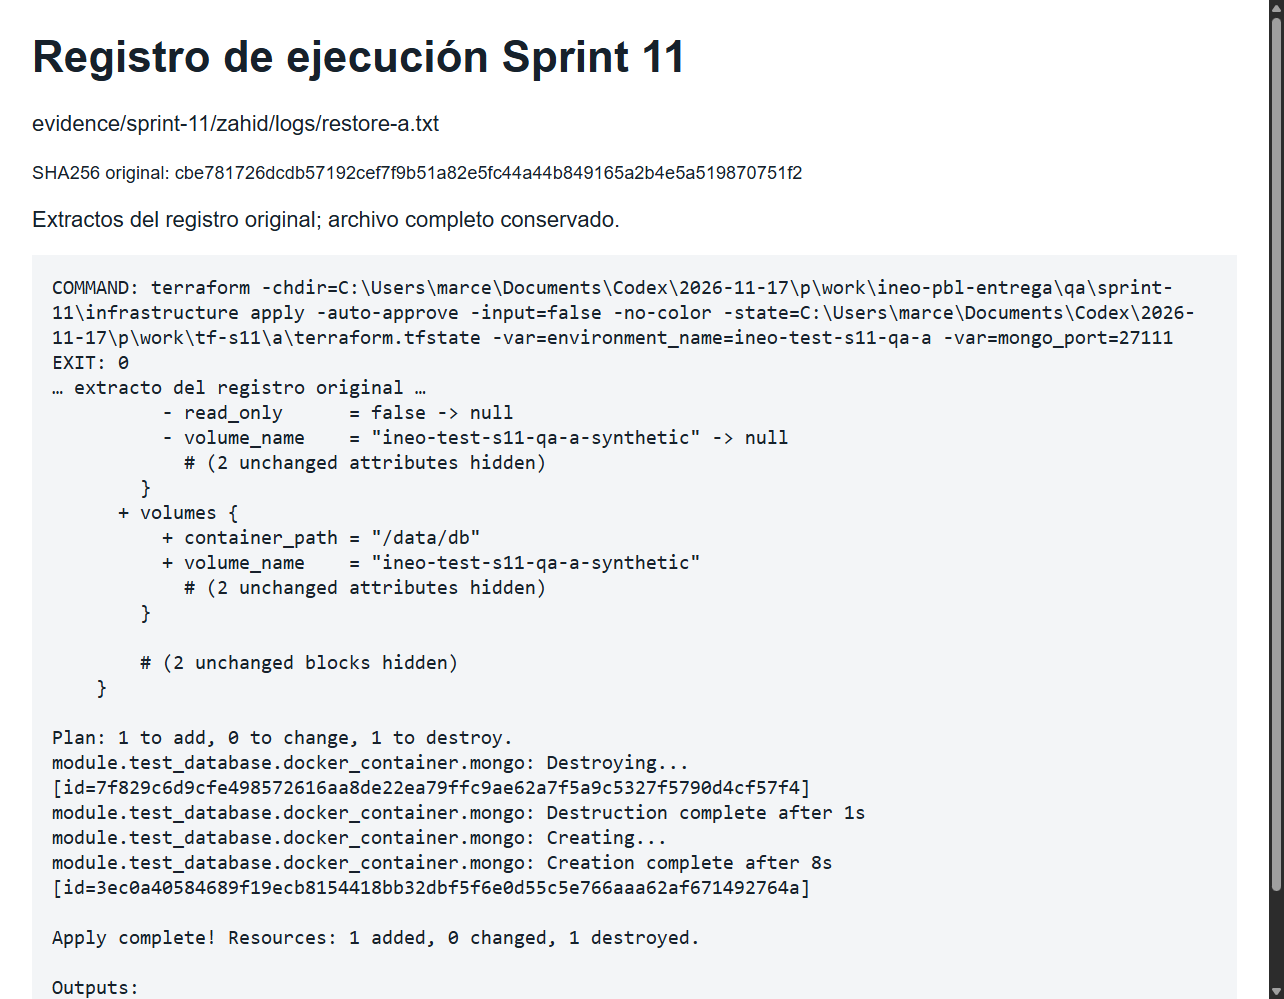 Registro de ejecución Sprint 11
evidence/sprint-11/zahid/logs/restore-a.txt
SHA256 original: cbe781726dcdb57192cef7f9b51a82e5fc44a44b849165a2b4e5a519870751f2
Extractos del registro original; archivo completo conservado.
COMMAND: terraform -chdir=C:\Users\marce\Documents\Codex\2026-11-17\p\work\ineo-pbl-entrega\qa\sprint-
11\infrastructure apply -auto-approve -input=false -no-color -state=C:\Users\marce\Documents\Codex\2026-
11-17\p\work\tf-s11\a\terraform.tfstate -var=environment_name=ineo-test-s11-qa-a -var=mongo_port=27111
EXIT: 0
… extracto del registro original …
          - read_only      = false -> null
          - volume_name    = "ineo-test-s11-qa-a-synthetic" -> null
            # (2 unchanged attributes hidden)
        }
      + volumes {
          + container_path = "/data/db"
          + volume_name    = "ineo-test-s11-qa-a-synthetic"
            # (2 unchanged attributes hidden)
        }
        # (2 unchanged blocks hidden)
    }
Plan: 1 to add, 0 to change, 1 to destroy.
module.test_database.docker_container.mongo: Destroying...
[id=7f829c6d9cfe498572616aa8de22ea79ffc9ae62a7f5a9c5327f5790d4cf57f4]
module.test_database.docker_container.mongo: Destruction complete after 1s
module.test_database.docker_container.mongo: Creating...
module.test_database.docker_container.mongo: Creation complete after 8s
[id=3ec0a40584689f19ecb8154418bb32dbf5f6e0d55c5e766aaa62af671492764a]
Apply complete! Resources: 1 added, 0 changed, 1 destroyed.
Outputs: